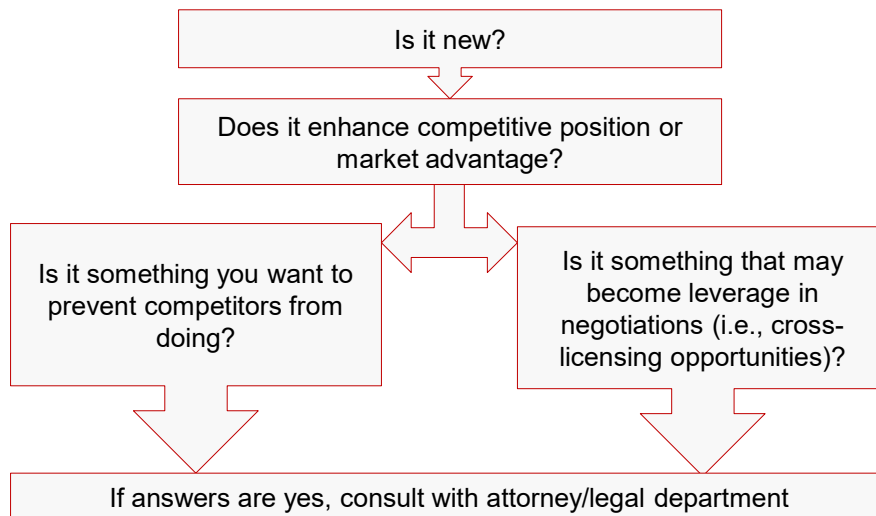 Is it new?
Does it enhance competitive position or
market advantage?
Is it something you want to
prevent competitors from
doing?
Is it something that may
become leverage in
negotiations (i.e., cross-
licensing opportunities)?
If answers are yes, consult with attorney/legal department